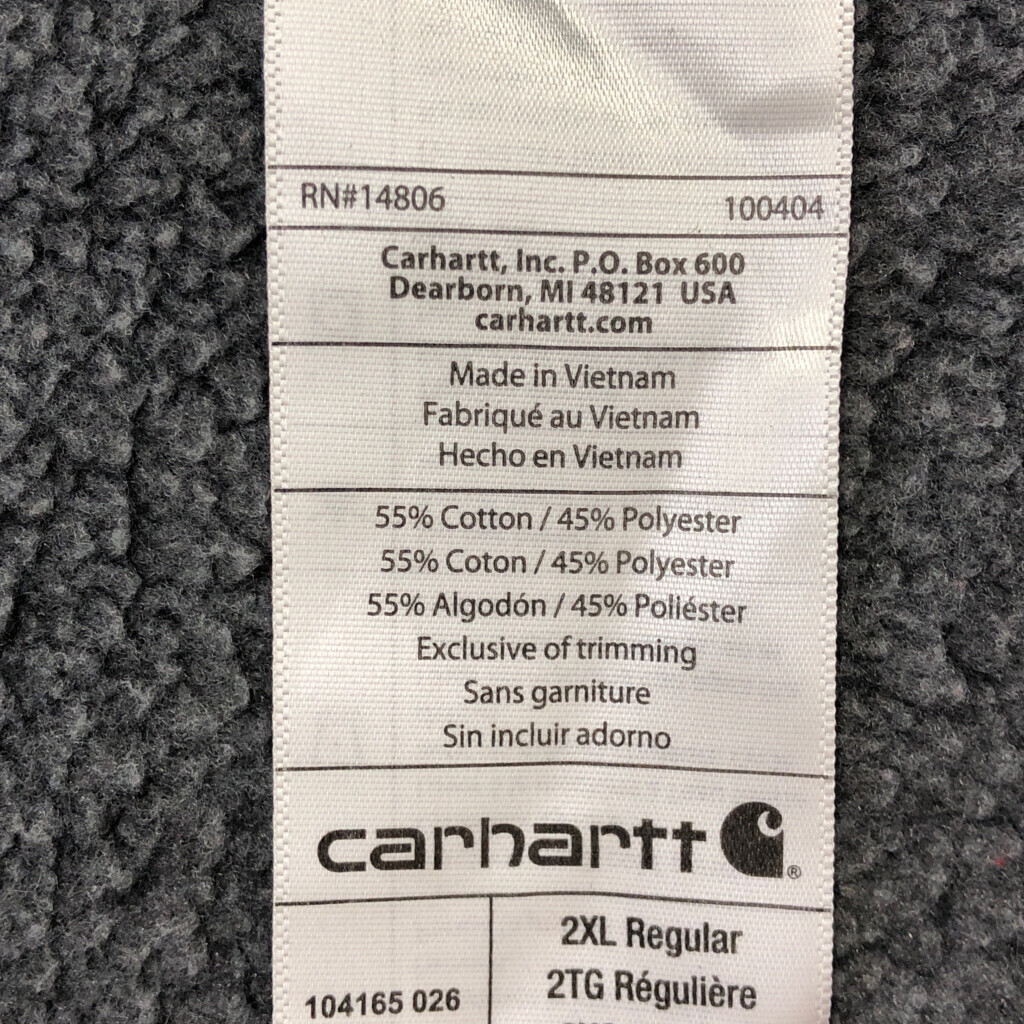 RN#14806 100404
Carhartt, Inc. P.O. Box 600
Dearborn, MI 48121 USA
carhartt.com
Made in Vietnam
Fabriqué au Vietnam
Hecho en Vietnam
55% Cotton / 45% Polyester
55% Coton / 45% Polyester
55% Algodón / 45% Poliéster
Exclusive of trimming
Sans garniture
Sin incluir adorno
carhartt ®
2XL Regular
2TG Régulière
104165 026